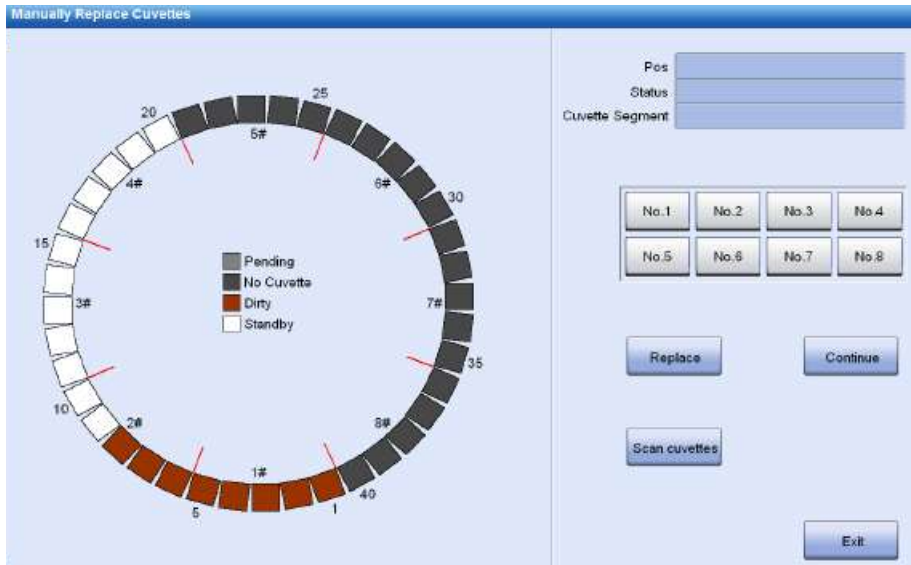 Manually Replace Cuvettes
Pos
Status
Cuvette Segment
25
20
5#
4#
6#
30
No.1 No.2 No.3 No.4
15
Pending
No.5 No.6 No.7 No.8
No Cuvette
3#
7#
Dirty
Standby
Replace Continue
35
10
2#
8#
Scan cuvettes
1#
40
5
1
Exit